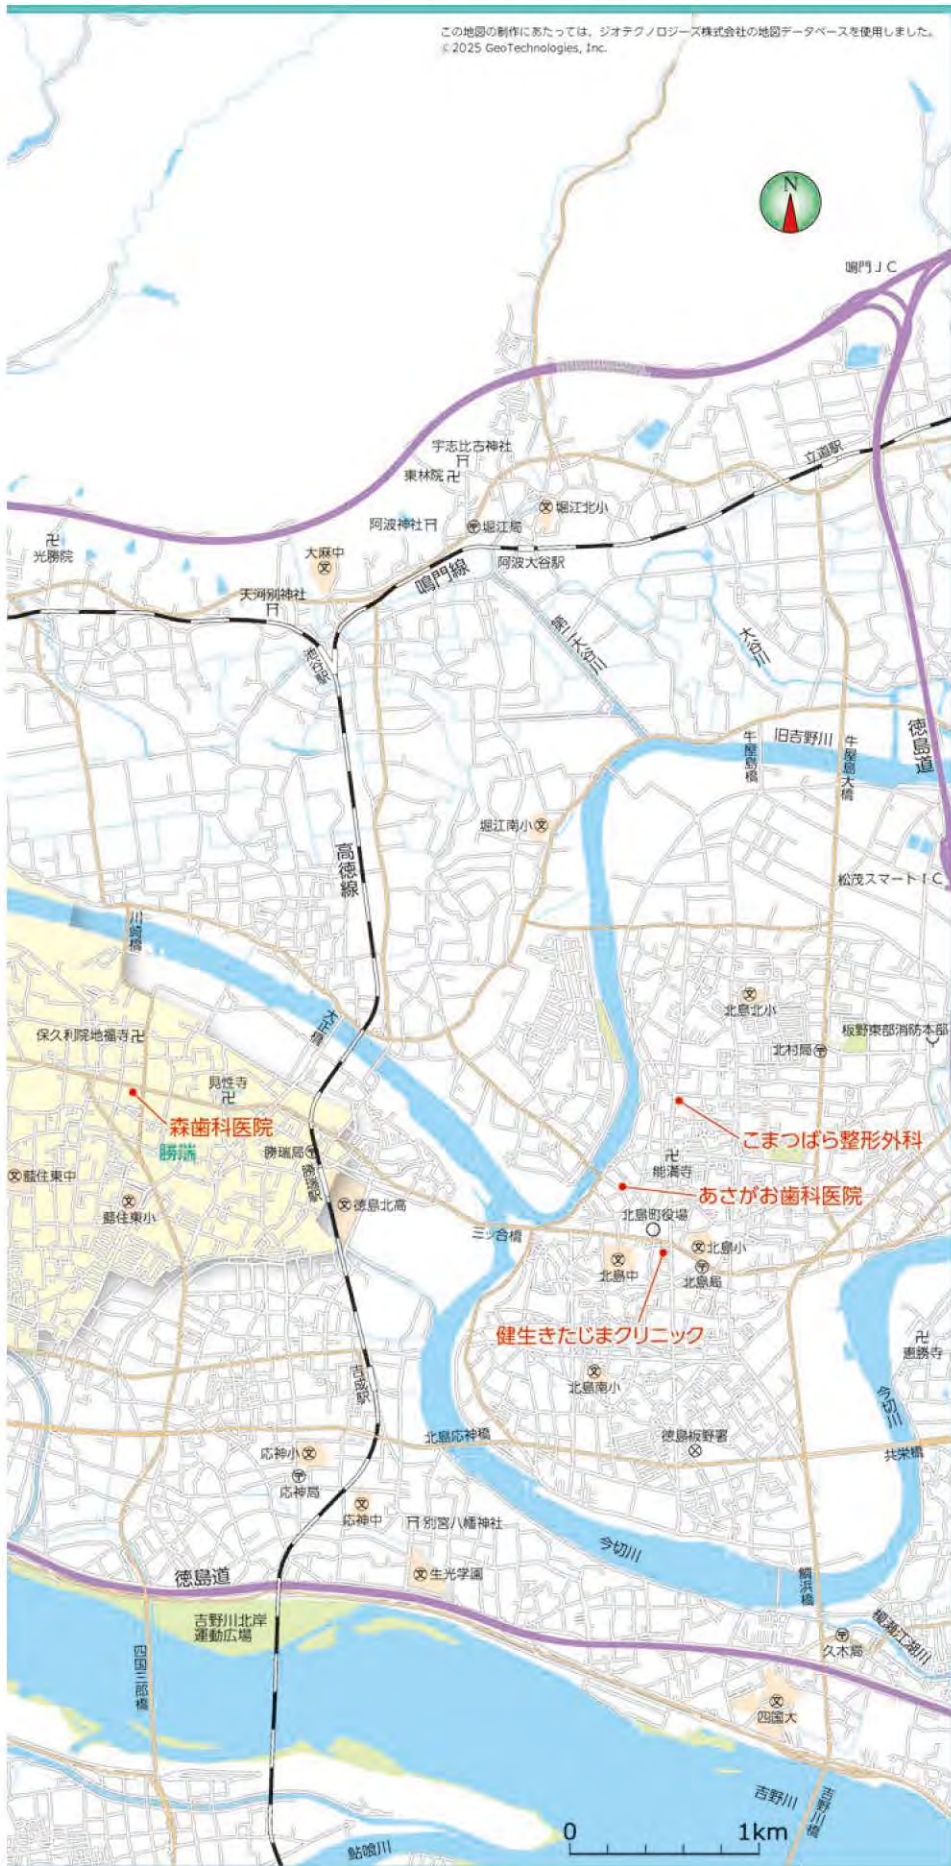 この地図の制作にあたっては、ジオテクノロジーズ株式会社の地図データベースを使用しました。
©2025 GeoTechnologies, Inc.
N
鳴門ＪＣ
宇志比古神社
東林院
立道駅
堀江北小
阿波神社
堀江局
光勝院
大麻中
阿波大谷駅
鳴門線
天河別神社
池谷駅
第二大谷川
大谷川
旧吉野川
牛屋島橋
牛屋島大橋
徳島道
堀江南小
高徳線
松茂スマートＩＣ
川崎橋
大正橋
北島北小
保久利院地福寺
北村局
板野東部消防本部
見性寺
森歯科医院
勝瑞
勝瑞局
勝瑞駅
こまつばら整形外科
能満寺
藍住東中
藍住東小
徳島北高
あさがお歯科医院
北島町役場
三ッ合橋
北島小
北島中
北島局
健生きたじまクリニック
恵勝寺
吉成駅
北島南小
今切川
北島応神橋
徳島板野署
共栄橋
応神小
応神局
応神中
別宮八幡神社
今切川
徳島道
生光学園
鯛浜橋
吉野川北岸
運動広場
久木局
榎瀬江湖川
四国三郎橋
四国大
吉野川
吉野川橋
0
1km
鮎喰川